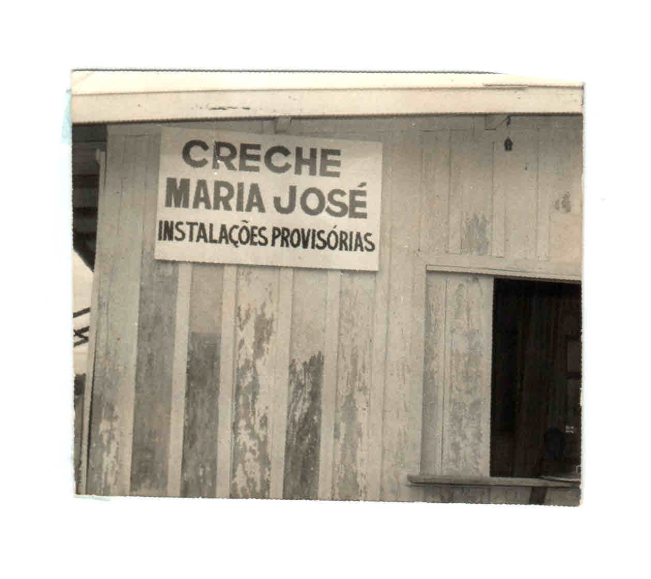 CRECHE
MARIA JOSÉ
INSTALAÇÕES PROVISÓRIAS